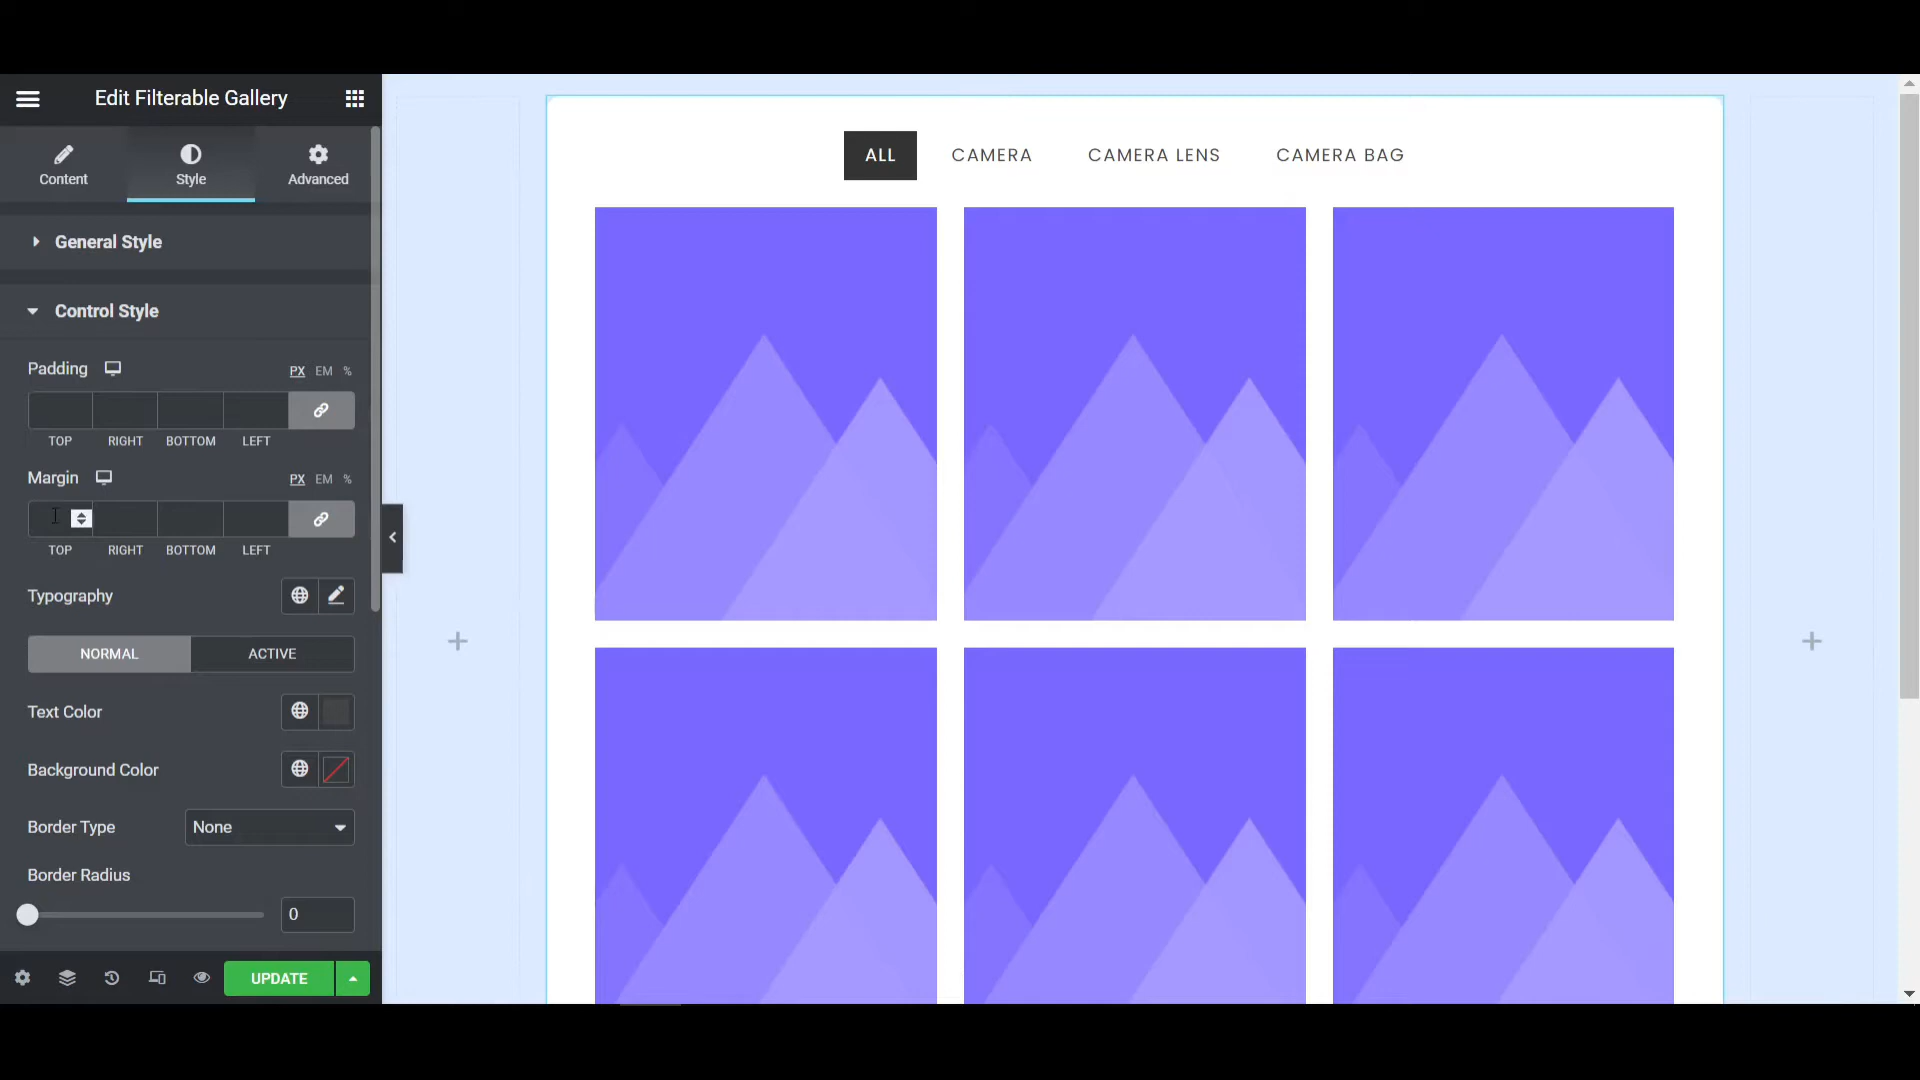 Edit Filterable Gallery
Content
Style
Advanced
General Style
Control Style
Padding
PX EM %
TOP RIGHT BOTTOM LEFT
Margin
PX EM %
TOP RIGHT BOTTOM LEFT
Typography
NORMAL ACTIVE
Text Color
Background Color
Border Type None
Border Radius
0
UPDATE
ALL CAMERA CAMERA LENS CAMERA BAG